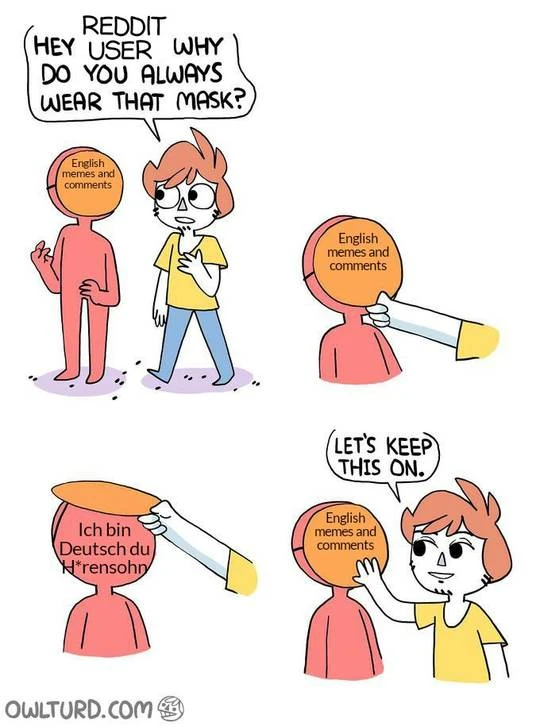 REDDIT
HEY USER WHY
DO YOU ALWAYS
WEAR THAT MASK?
English
memes and
comments
English
memes and
comments
Ich bin
Deutsch du
H*rensohn
LET'S KEEP
THIS ON.
English
memes and
comments
OWLTURD.COM